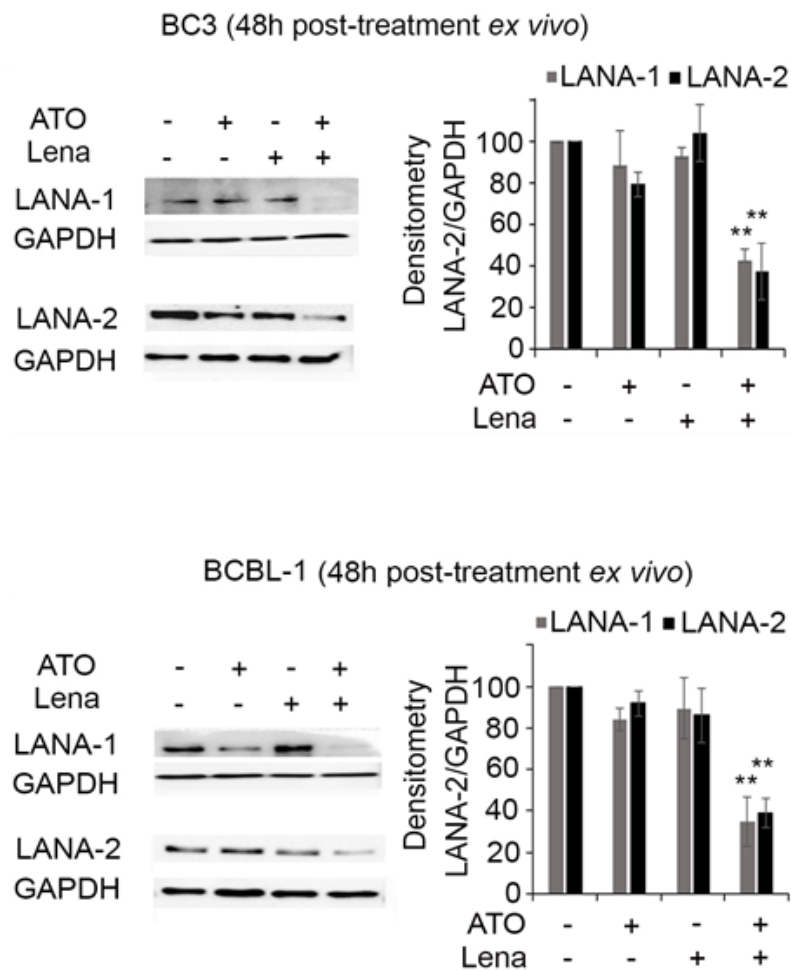 BC3 (48h post-treatment ex vivo)
ATO - + - +
Lena - - + +
LANA-1
GAPDH
LANA-2
GAPDH
■LANA-1 ■LANA-2
Densitometry
LANA-2/GAPDH
100
80
60
40
20
0
** **
ATO - + - +
Lena - - + +
BCBL-1 (48h post-treatment ex vivo)
ATO - + - +
Lena - - + +
LANA-1
GAPDH
LANA-2
GAPDH
■LANA-1 ■LANA-2
Densitometry
LANA-2/GAPDH
100
80
60
40
20
0
** **
ATO - + - +
Lena - - + +